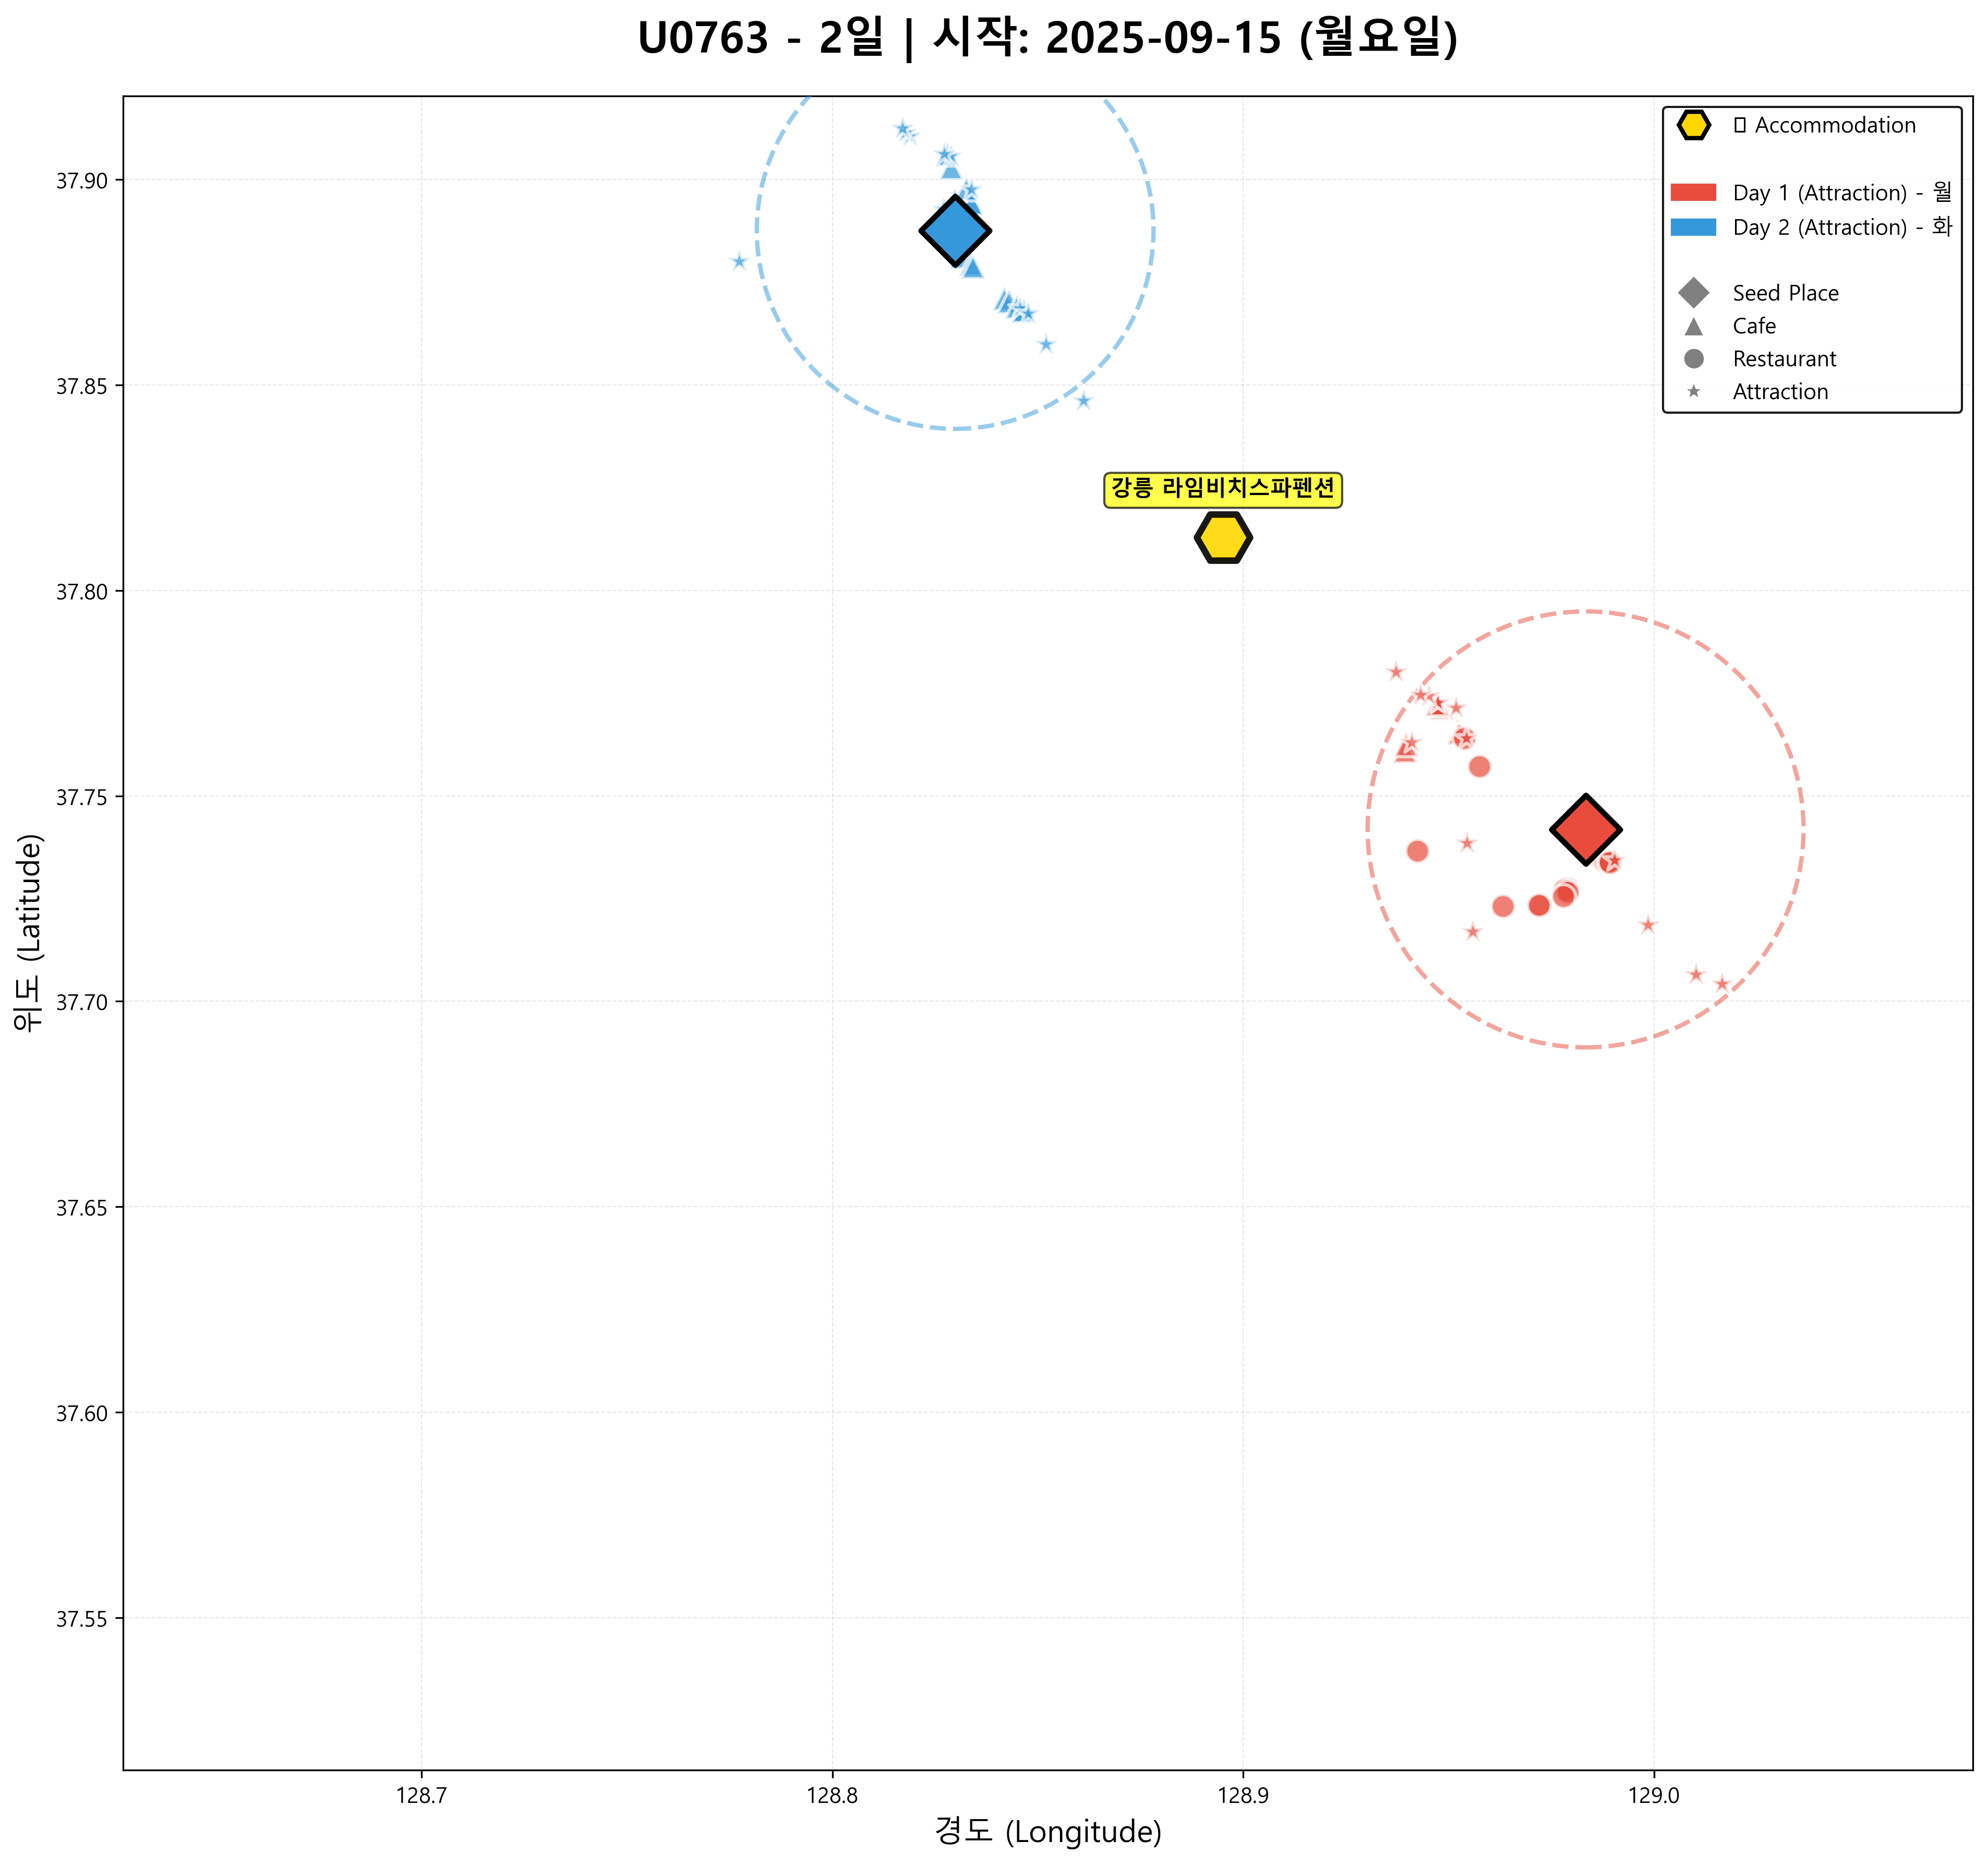 U0763 - 2일 | 시작: 2025-09-15 (월요일)
Accommodation
Day 1 (Attraction) - 월
Day 2 (Attraction) - 화
Seed Place
Cafe
Restaurant
Attraction
강릉 라임비치스파펜션
위도 (Latitude)
37.90
37.85
37.80
37.75
37.70
37.65
37.60
37.55
128.7
128.8
128.9
129.0
경도 (Longitude)